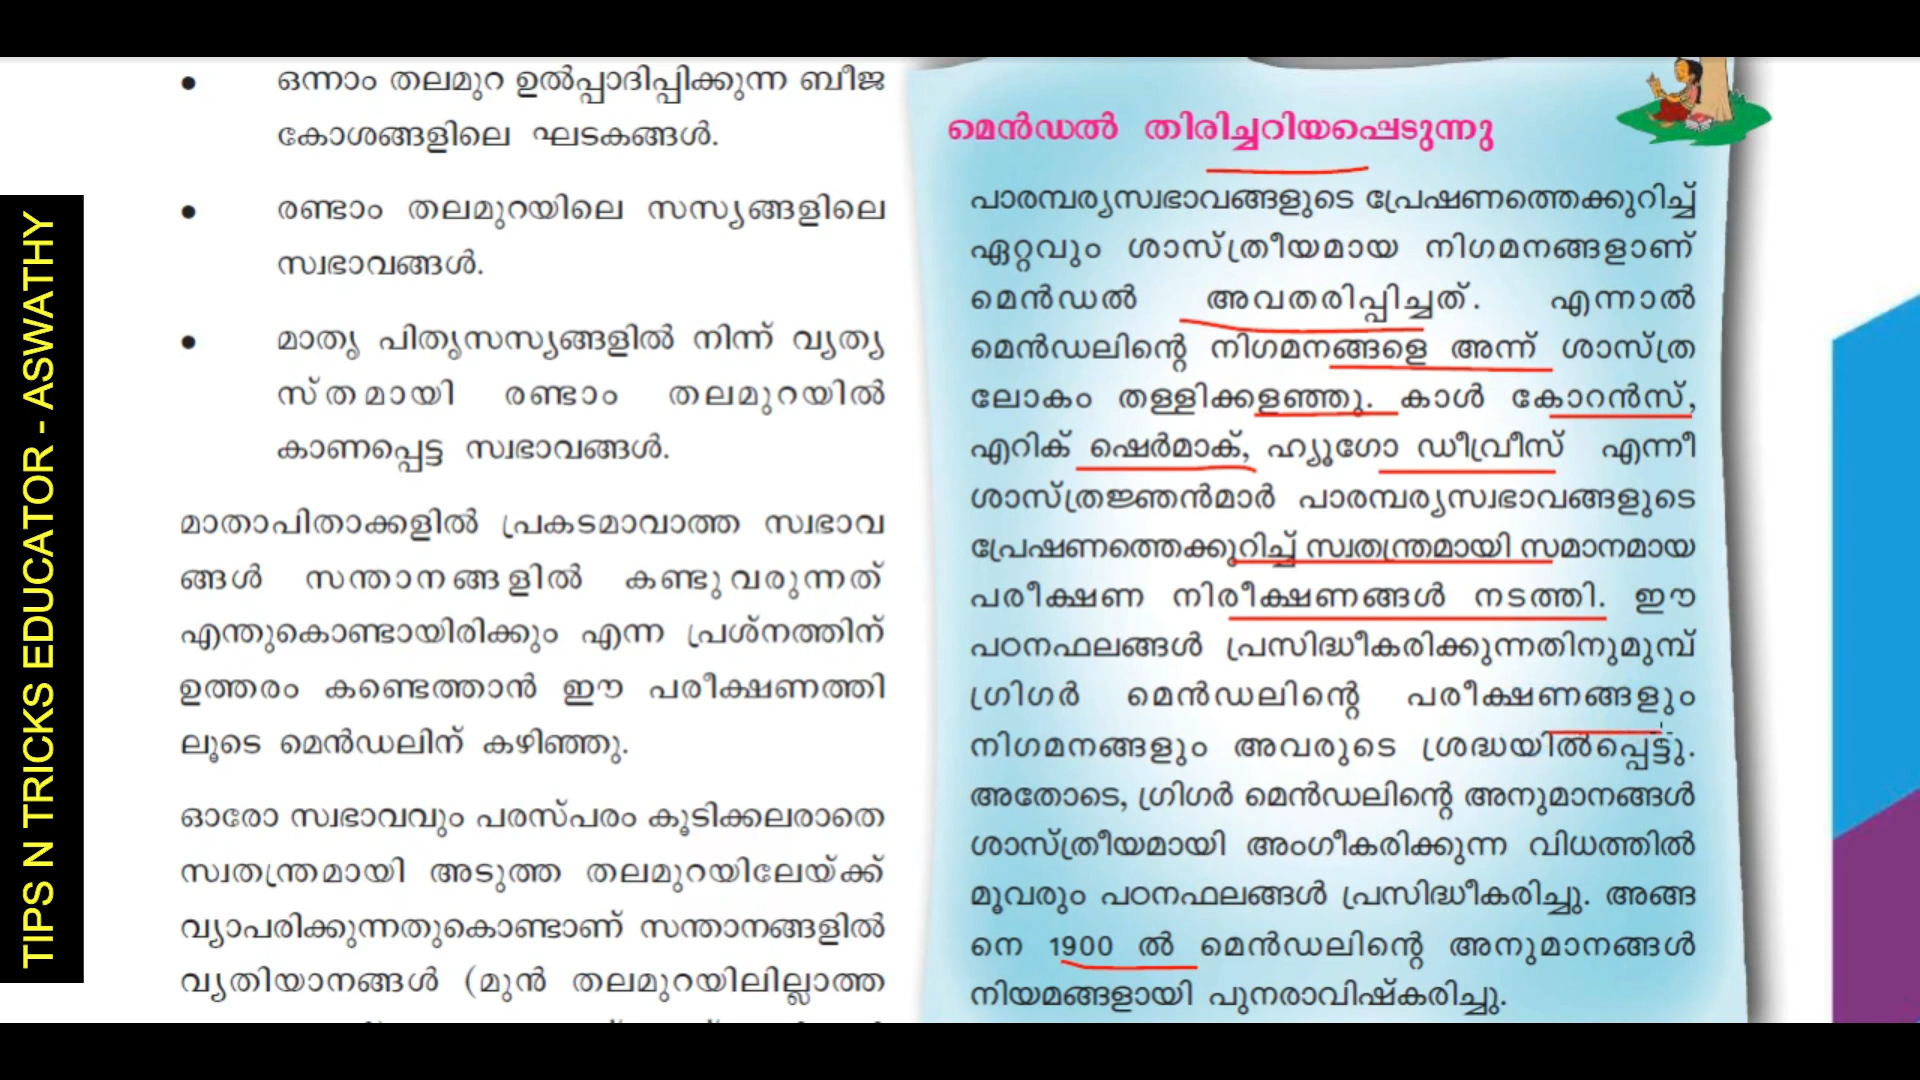 TIPS N TRICKS EDUCATOR - ASWATHY
• ഒന്നാം തലമുറ ഉൽപ്പാദിപ്പിക്കുന്ന ബീജ
കോശങ്ങളിലെ ഘടകങ്ങൾ.
• രണ്ടാം തലമുറയിലെ സസ്യങ്ങളിലെ
സ്വഭാവങ്ങൾ.
• മാതൃ പിതൃസസ്യങ്ങളിൽ നിന്ന് വ്യത്യ
സ്തമായി രണ്ടാം തലമുറയിൽ
കാണപ്പെട്ട സ്വഭാവങ്ങൾ.
മാതാപിതാക്കളിൽ പ്രകടമാവാത്ത സ്വഭാവ
ങ്ങൾ സന്താനങ്ങളിൽ കണ്ടുവരുന്നത്
എന്തുകൊണ്ടായിരിക്കും എന്ന പ്രശ്നത്തിന്
ഉത്തരം കണ്ടെത്താൻ ഈ പരീക്ഷണത്തി
ലൂടെ മെൻഡലിന് കഴിഞ്ഞു.
ഓരോ സ്വഭാവവും പരസ്പരം കൂടിക്കലരാതെ
സ്വതന്ത്രമായി അടുത്ത തലമുറയിലേയ്ക്ക്
വ്യാപരിക്കുന്നതുകൊണ്ടാണ് സന്താനങ്ങളിൽ
വ്യതിയാനങ്ങൾ (മുൻ തലമുറയിലില്ലാത്ത
മെൻഡൽ തിരിച്ചറിയപ്പെടുന്നു
പാരമ്പര്യസ്വഭാവങ്ങളുടെ പ്രേഷണത്തെക്കുറിച്ച്
ഏറ്റവും ശാസ്ത്രീയമായ നിഗമനങ്ങളാണ്
മെൻഡൽ അവതരിപ്പിച്ചത്. എന്നാൽ
മെൻഡലിന്റെ നിഗമനങ്ങളെ അന്ന് ശാസ്ത്ര
ലോകം തള്ളിക്കളഞ്ഞു. കാൾ കോറൻസ്,
എറിക് ഷെർമാക്, ഹ്യൂഗോ ഡീവ്രീസ് എന്നീ
ശാസ്ത്രജ്ഞൻമാർ പാരമ്പര്യസ്വഭാവങ്ങളുടെ
പ്രേഷണത്തെക്കുറിച്ച് സ്വതന്ത്രമായി സമാനമായ
പരീക്ഷണ നിരീക്ഷണങ്ങൾ നടത്തി. ഈ
പഠനഫലങ്ങൾ പ്രസിദ്ധീകരിക്കുന്നതിനുമുമ്പ്
ഗ്രിഗർ മെൻഡലിന്റെ പരീക്ഷണങ്ങളും
നിഗമനങ്ങളും അവരുടെ ശ്രദ്ധയിൽപ്പെട്ടു.
അതോടെ, ഗ്രിഗർ മെൻഡലിന്റെ അനുമാനങ്ങൾ
ശാസ്ത്രീയമായി അംഗീകരിക്കുന്ന വിധത്തിൽ
മൂവരും പഠനഫലങ്ങൾ പ്രസിദ്ധീകരിച്ചു. അങ്ങ
നെ 1900 ൽ മെൻഡലിന്റെ അനുമാനങ്ങൾ
നിയമങ്ങളായി പുനരാവിഷ്കരിച്ചു.